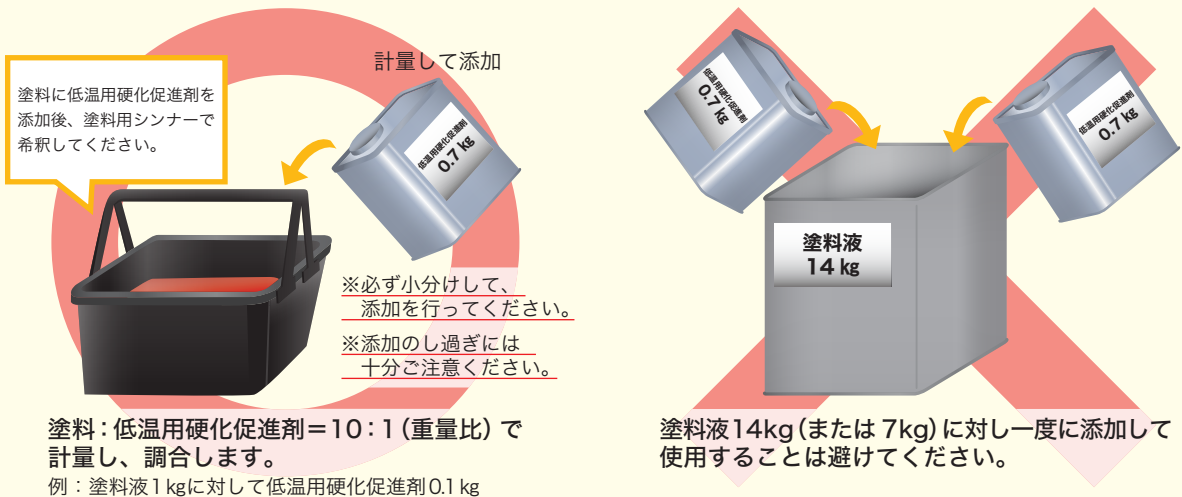 塗料に低温用硬化促進剤を
添加後、塗料用シンナーで
希釈してください。
計量して添加
低温用硬化促進剤
0.7 kg
※必ず小分けして、
添加を行ってください。
※添加のし過ぎには
十分ご注意ください。
塗料：低温用硬化促進剤＝10：1（重量比）で
計量し、調合します。
例：塗料液1kgに対して低温用硬化促進剤0.1kg
低温用硬化促進剤
0.7 kg
低温用硬化促進剤
0.7 kg
塗料液
14 kg
塗料液14kg（または7kg）に対し一度に添加して
使用することは避けてください。